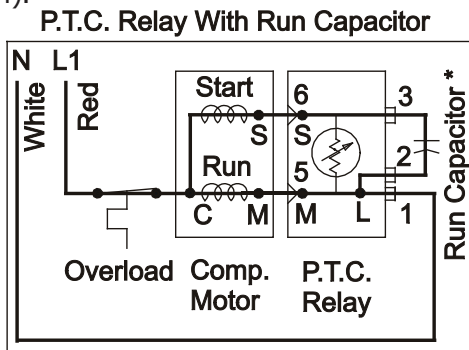 P.T.C. Relay With Run Capacitor
N L1
White
Red
Start
6
3
S
S
2
Run
5
C
M
M
L
1
Run Capacitor *
Overload
Comp.
Motor
P.T.C.
Relay